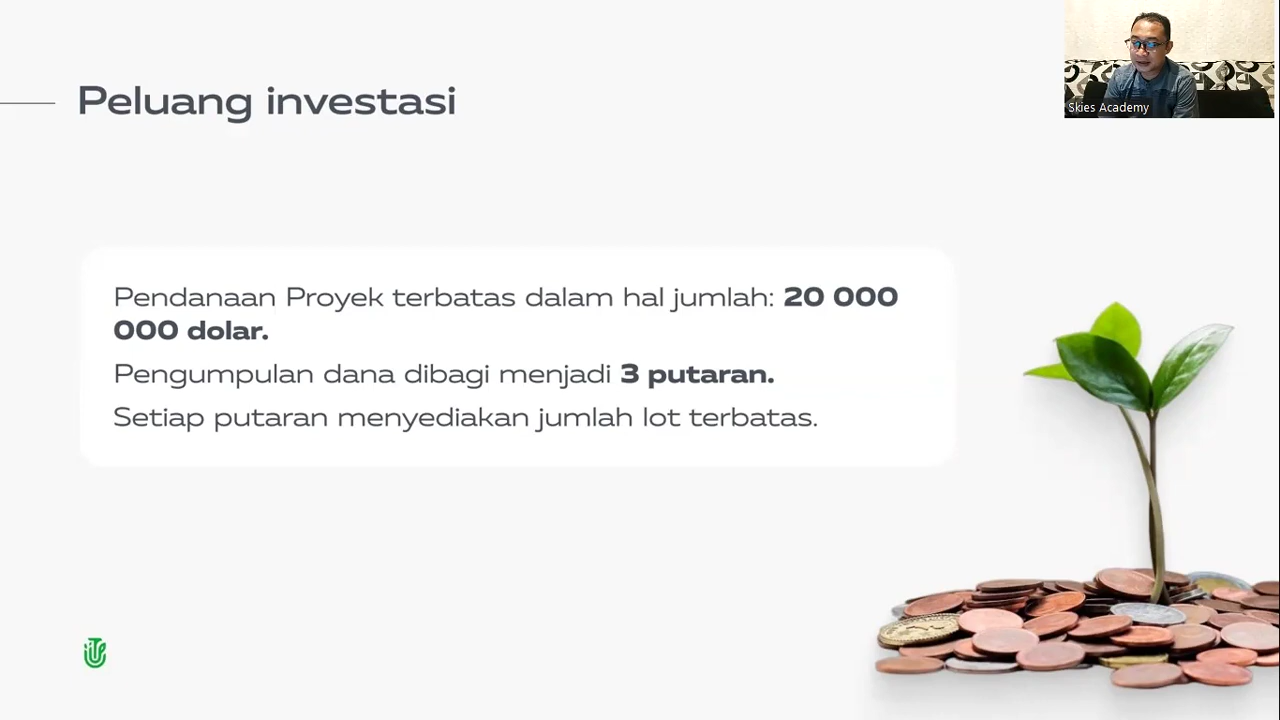 Peluang investasi
Skies Academy
Pendanaan Proyek terbatas dalam hal jumlah: 20 000
000 dolar.
Pengumpulan dana dibagi menjadi 3 putaran.
Setiap putaran menyediakan jumlah lot terbatas.